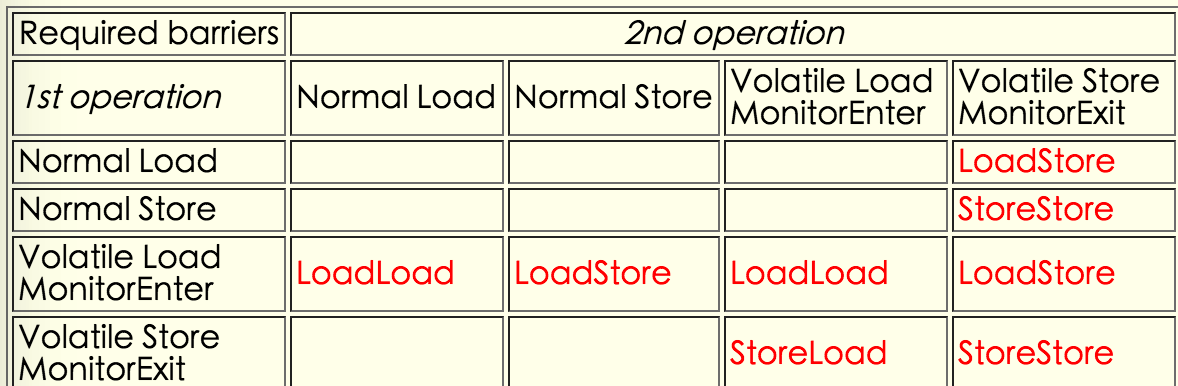 Required barriers 2nd operation
1st operation Normal Load Normal Store Volatile Load MonitorEnter Volatile Store MonitorExit
Normal Load LoadStore
Normal Store StoreStore
Volatile Load MonitorEnter LoadLoad LoadStore LoadLoad LoadStore
Volatile Store MonitorExit StoreLoad StoreStore